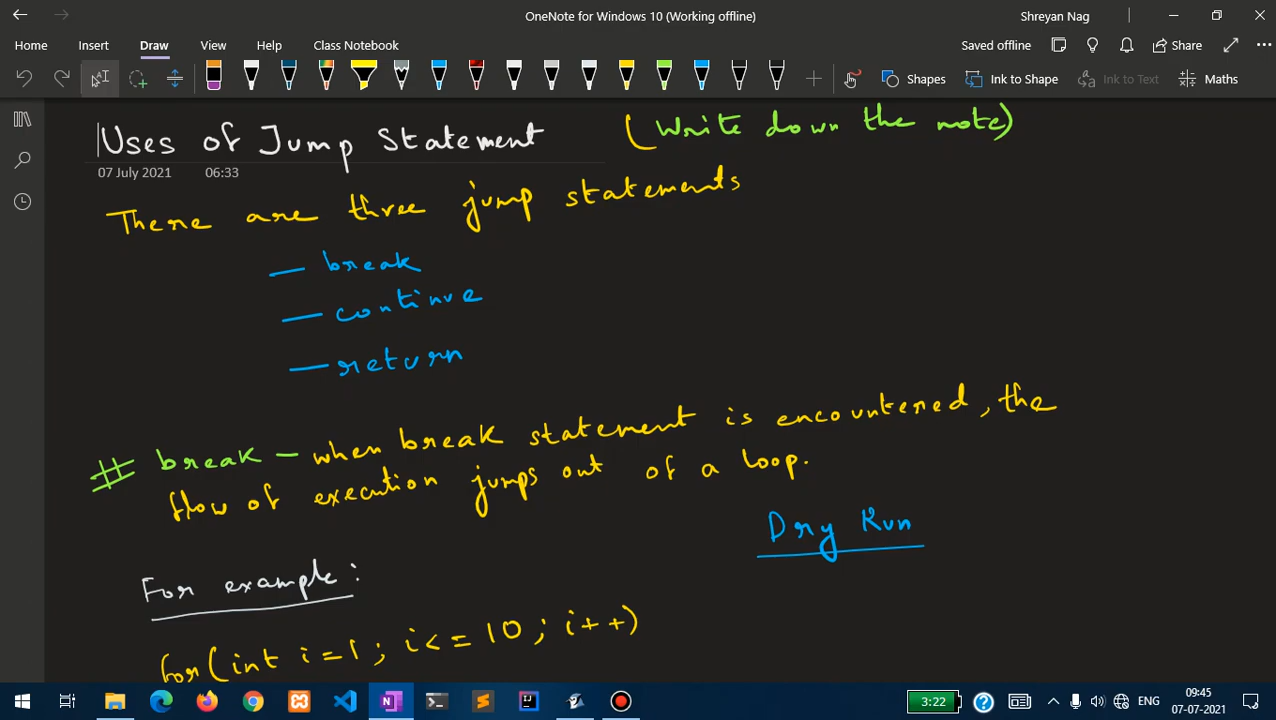 OneNote for Windows 10 (Working offline)
Shreyan Nag
Home Insert Draw View Help Class Notebook
Saved offline
Share
Shapes
Ink to Shape
Ink to Text
Maths
Uses of Jump Statement
(Write down the note)
07 July 2021 06:33
There are three jump statements
— break
— continue
— return
# break — when break statement is encountered, the
flow of execution jumps out of a loop.
Dry Run
For example:
for(int i=1; i<=10; i++)
3:22
ENG
09:45
07-07-2021